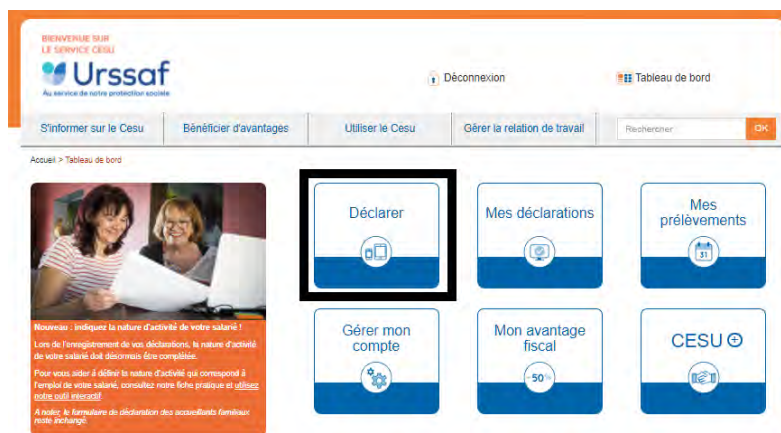 BIENVENUE SUR
LE SERVICE CESU
Urssaf
Au service de notre protection sociale
Déconnexion
Tableau de bord
S'informer sur le Cesu
Bénéficier d'avantages
Utiliser le Cesu
Gérer la relation de travail
Rechercher
OK
Accueil > Tableau de bord
Déclarer
Mes déclarations
Mes
prélèvements
31
Nouveau : indiquez la nature d'activité de votre salarié !
Lors de l'enregistrement de vos déclarations, la nature d'activité
de votre salarié doit désormais être complétée.
Pour vous aider à définir la nature d'activité qui correspond à
l'emploi de votre salarié, consultez notre fiche pratique et utilisez
notre outil interactif.
A noter, le formulaire de déclaration des accueillants familiaux
reste inchangé.
Gérer mon
compte
Mon avantage
fiscal
-50%
CESU +